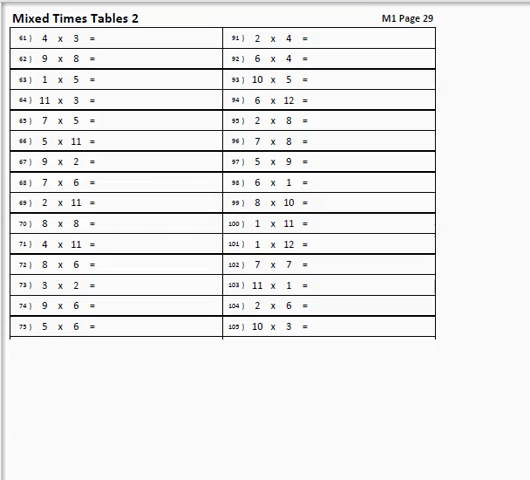 Mixed Times Tables 2 M1 Page 29
61 ) 4 x 3 = 91 ) 2 x 4 =
62 ) 9 x 8 = 92 ) 6 x 4 =
63 ) 1 x 5 = 93 ) 10 x 5 =
64 ) 11 x 3 = 94 ) 6 x 12 =
65 ) 7 x 5 = 95 ) 2 x 8 =
66 ) 5 x 11 = 96 ) 7 x 8 =
67 ) 9 x 2 = 97 ) 5 x 9 =
68 ) 7 x 6 = 98 ) 6 x 1 =
69 ) 2 x 11 = 99 ) 8 x 10 =
70 ) 8 x 8 = 100 ) 1 x 11 =
71 ) 4 x 11 = 101 ) 1 x 12 =
72 ) 8 x 6 = 102 ) 7 x 7 =
73 ) 3 x 2 = 103 ) 11 x 1 =
74 ) 9 x 6 = 104 ) 2 x 6 =
75 ) 5 x 6 = 105 ) 10 x 3 =